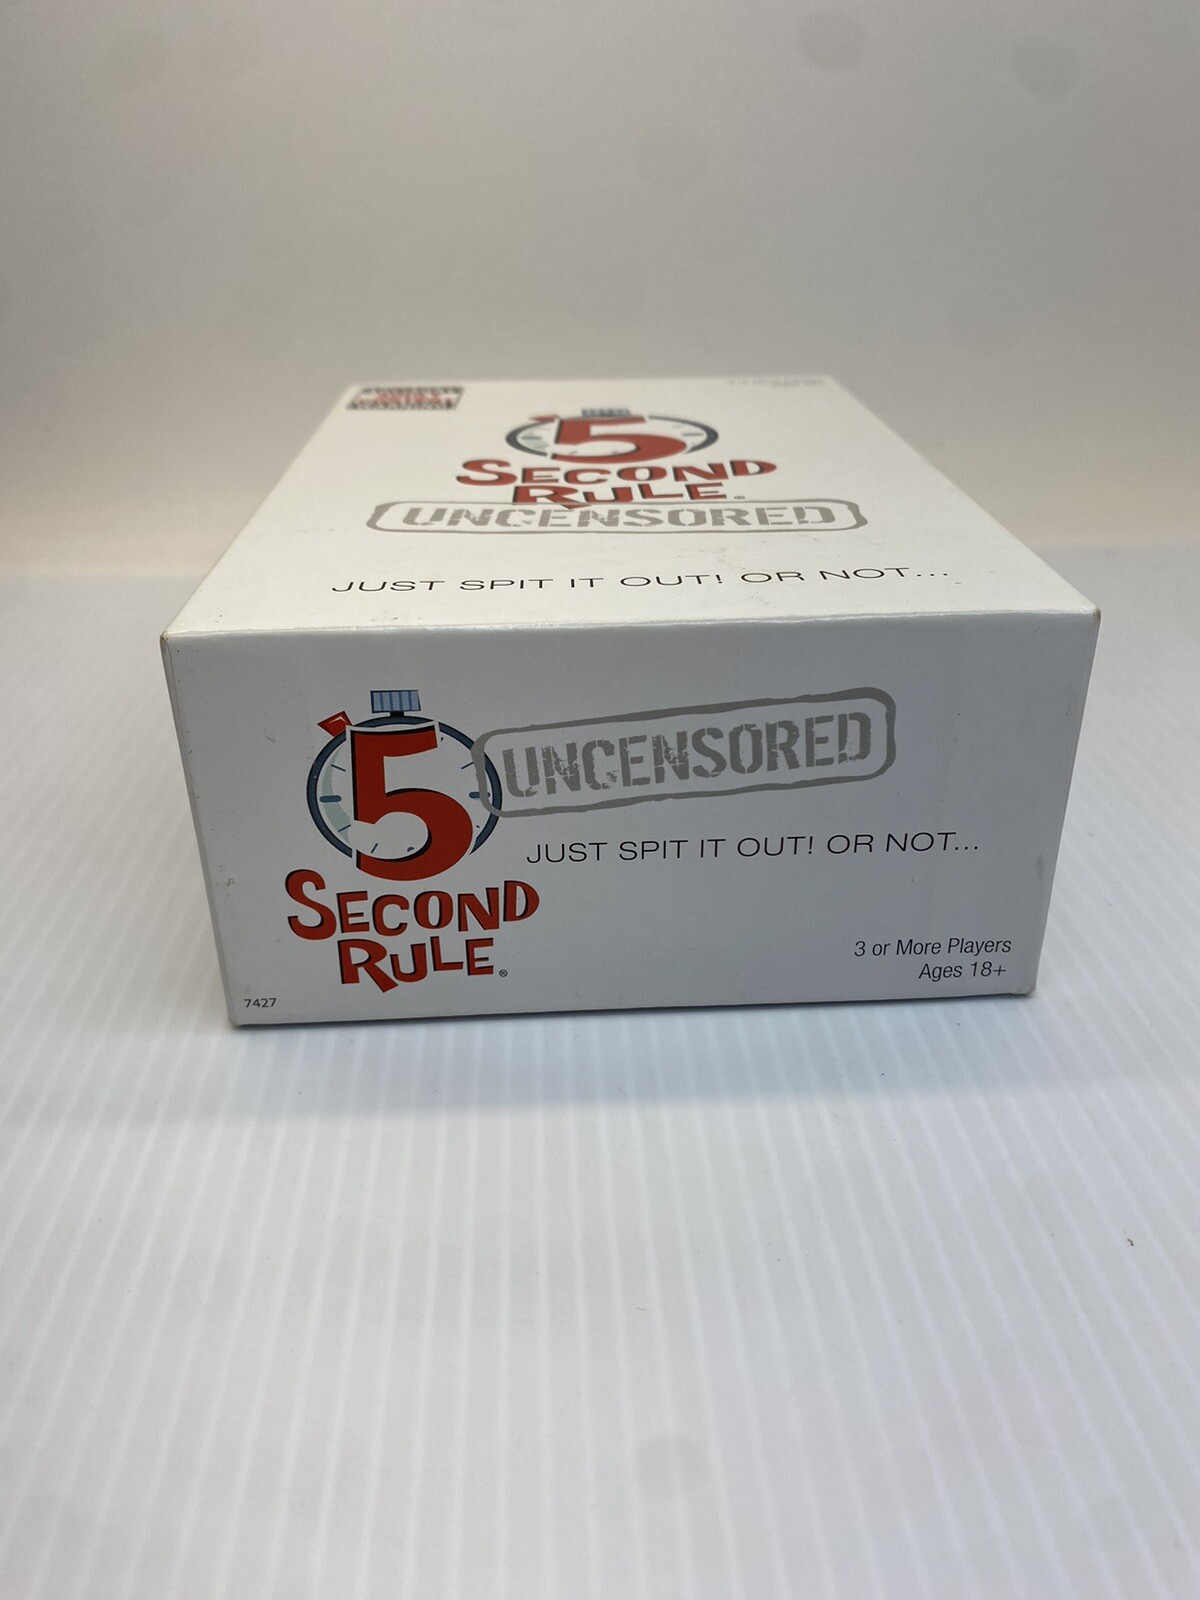 5
SECOND
RULE®
UNCENSORED
JUST SPIT IT OUT! OR NOT...
5
SECOND
RULE®
UNCENSORED
JUST SPIT IT OUT! OR NOT...
3 or More Players
Ages 18+
7427